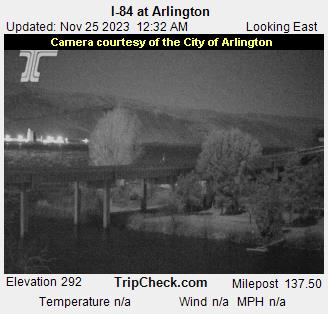 I-84 at Arlington
Updated: Nov 25 2023 12:32 AM Looking East
Camera courtesy of the City of Arlington
Elevation 292 TripCheck.com Milepost 137.50
Temperature n/a Wind n/a MPH n/a